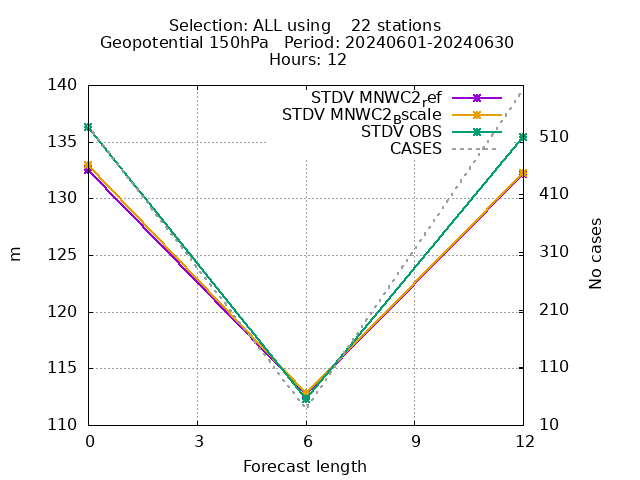 Selection: ALL using    22 stations
Geopotential 150hPa   Period: 20240601-20240630
Hours: 12
140
135
130
125
120
115
110
m
STDV MNWC2ref
STDV MNWC2Bscale
STDV OBS
CASES
510
410
310
210
110
10
No cases
0
3
6
9
12
Forecast length